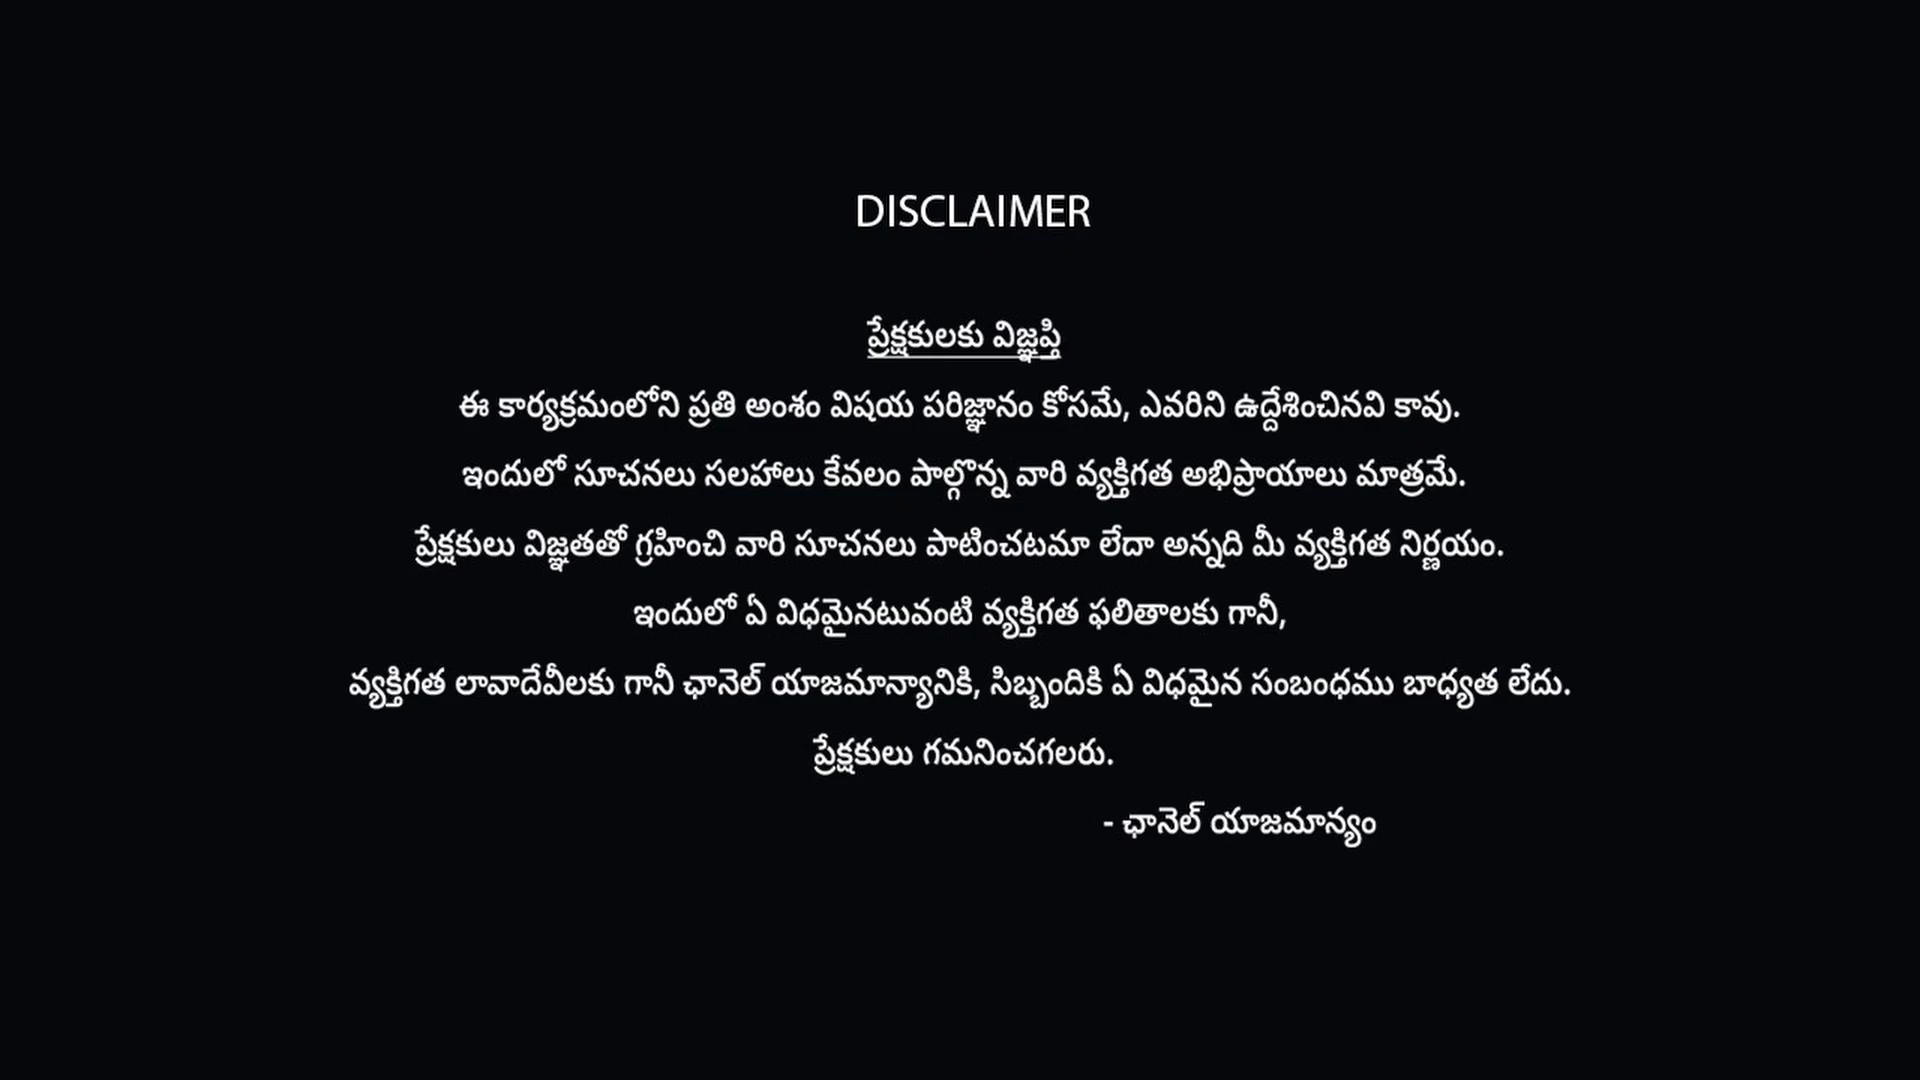 DISCLAIMER
ప్రేక్షకులకు విజ్ఞప్తి
ఈ కార్యక్రమంలోని ప్రతి అంశం విషయ పరిజ్ఞానం కోసమే, ఎవరిని ఉద్దేశించినవి కావు.
ఇందులో సూచనలు సలహాలు కేవలం పాల్గొన్న వారి వ్యక్తిగత అభిప్రాయాలు మాత్రమే.
ప్రేక్షకులు విజ్ఞతతో గ్రహించి వారి సూచనలు పాటించటమా లేదా అన్నది మీ వ్యక్తిగత నిర్ణయం.
ఇందులో ఏ విధమైనటువంటి వ్యక్తిగత ఫలితాలకు గానీ,
వ్యక్తిగత లావాదేవీలకు గానీ ఛానెల్ యాజమాన్యానికి, సిబ్బందికి ఏ విధమైన సంబంధము బాధ్యత లేదు.
ప్రేక్షకులు గమనించగలరు.
- ఛానెల్ యాజమాన్యం